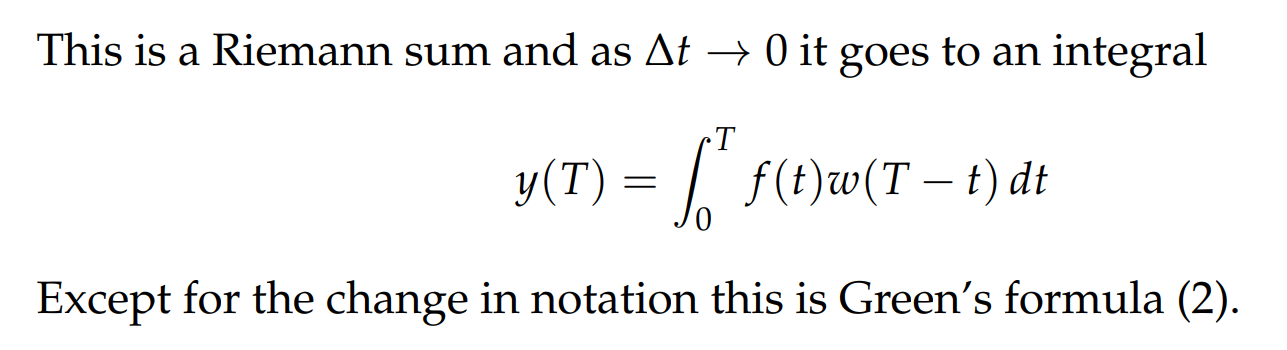 This is a Riemann sum and as Δt → 0 it goes to an integral
y(T) = ∫₀ᵀ f(t)w(T − t) dt
Except for the change in notation this is Green’s formula (2).